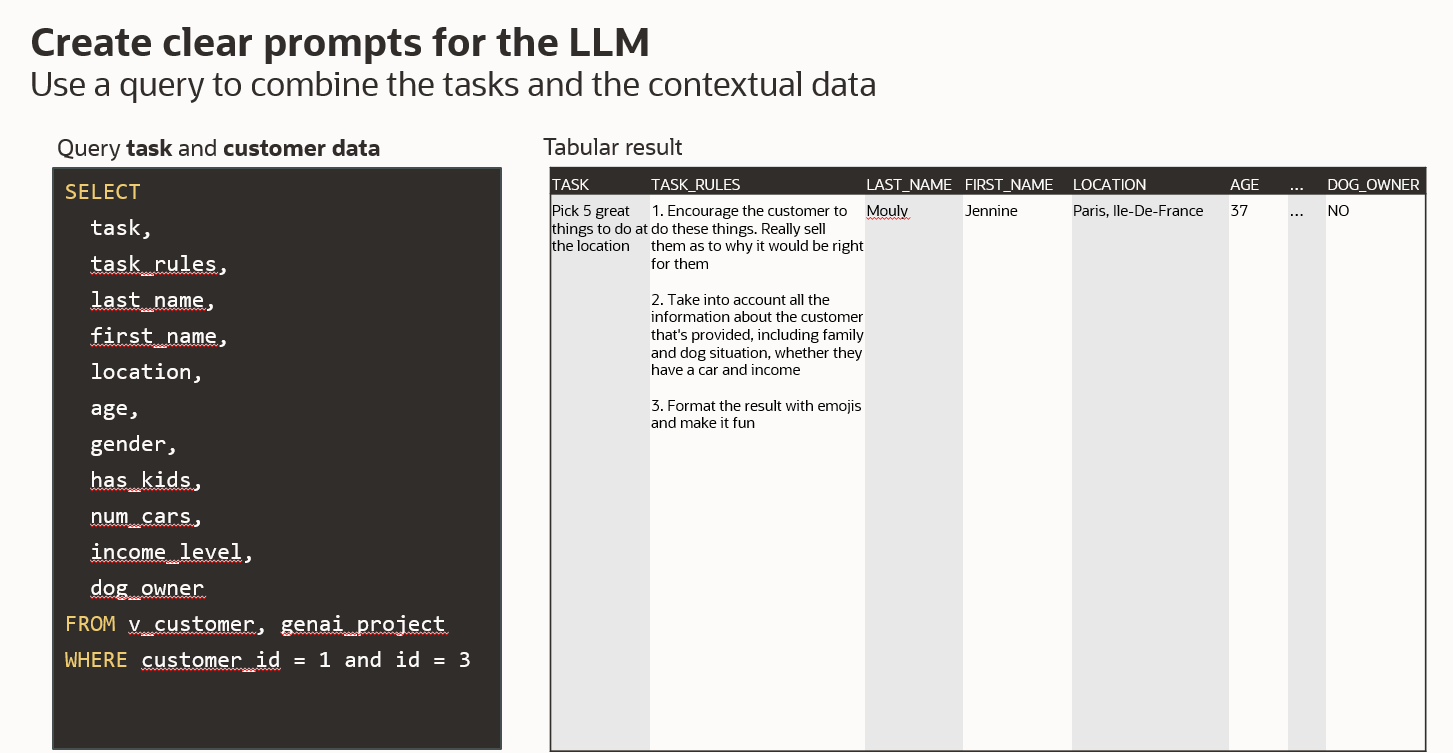 Create clear prompts for the LLM
Use a query to combine the tasks and the contextual data
Query task and customer data
SELECT
task,
task_rules,
last_name,
first_name,
location,
age,
gender,
has_kids,
num_cars,
income_level,
dog_owner
FROM v_customer, genai_project
WHERE customer_id = 1 and id = 3
Tabular result
TASK TASK_RULES LAST_NAME FIRST_NAME LOCATION AGE ... DOG_OWNER
Pick 5 great
things to do at
the location
1. Encourage the customer to
do these things. Really sell
them as to why it would be right
for them
2. Take into account all the
information about the customer
that's provided, including family
and dog situation, whether they
have a car and income
3. Format the result with emojis
and make it fun
Mouly
Jennine
Paris, Ile-De-France
37
...
NO